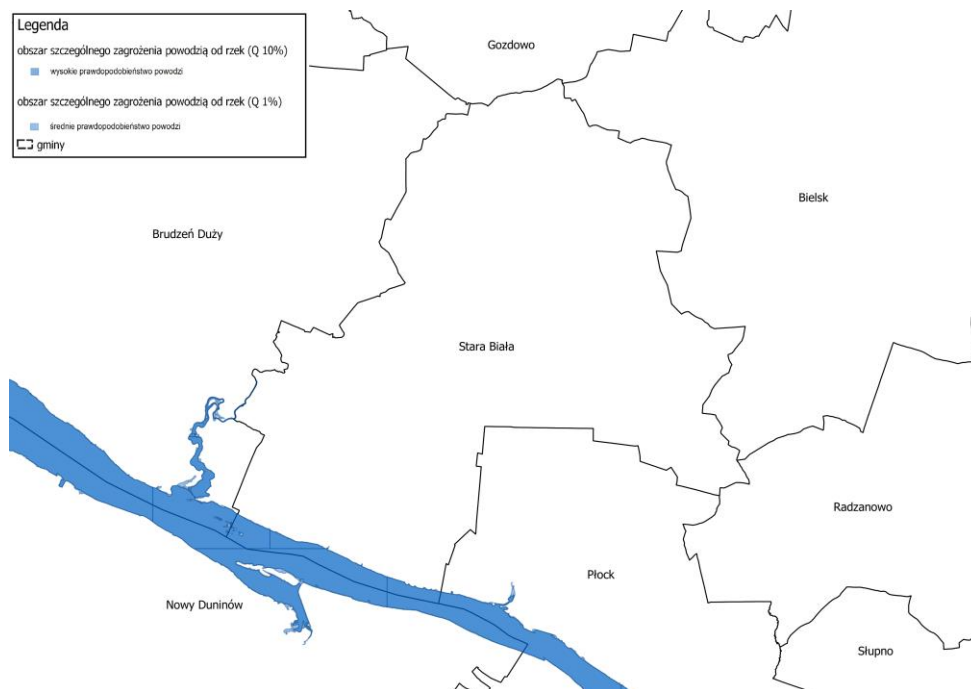 Legenda
obszar szczególnego zagrożenia powodzią od rzek (Q 10%)
wysokie prawdopodobieństwo powodzi
obszar szczególnego zagrożenia powodzią od rzek (Q 1%)
średnie prawdopodobieństwo powodzi
gminy
Gozdowo
Bielsk
Brudzeń Duży
Stara Biała
Radzanowo
Płock
Nowy Duninów
Słupno